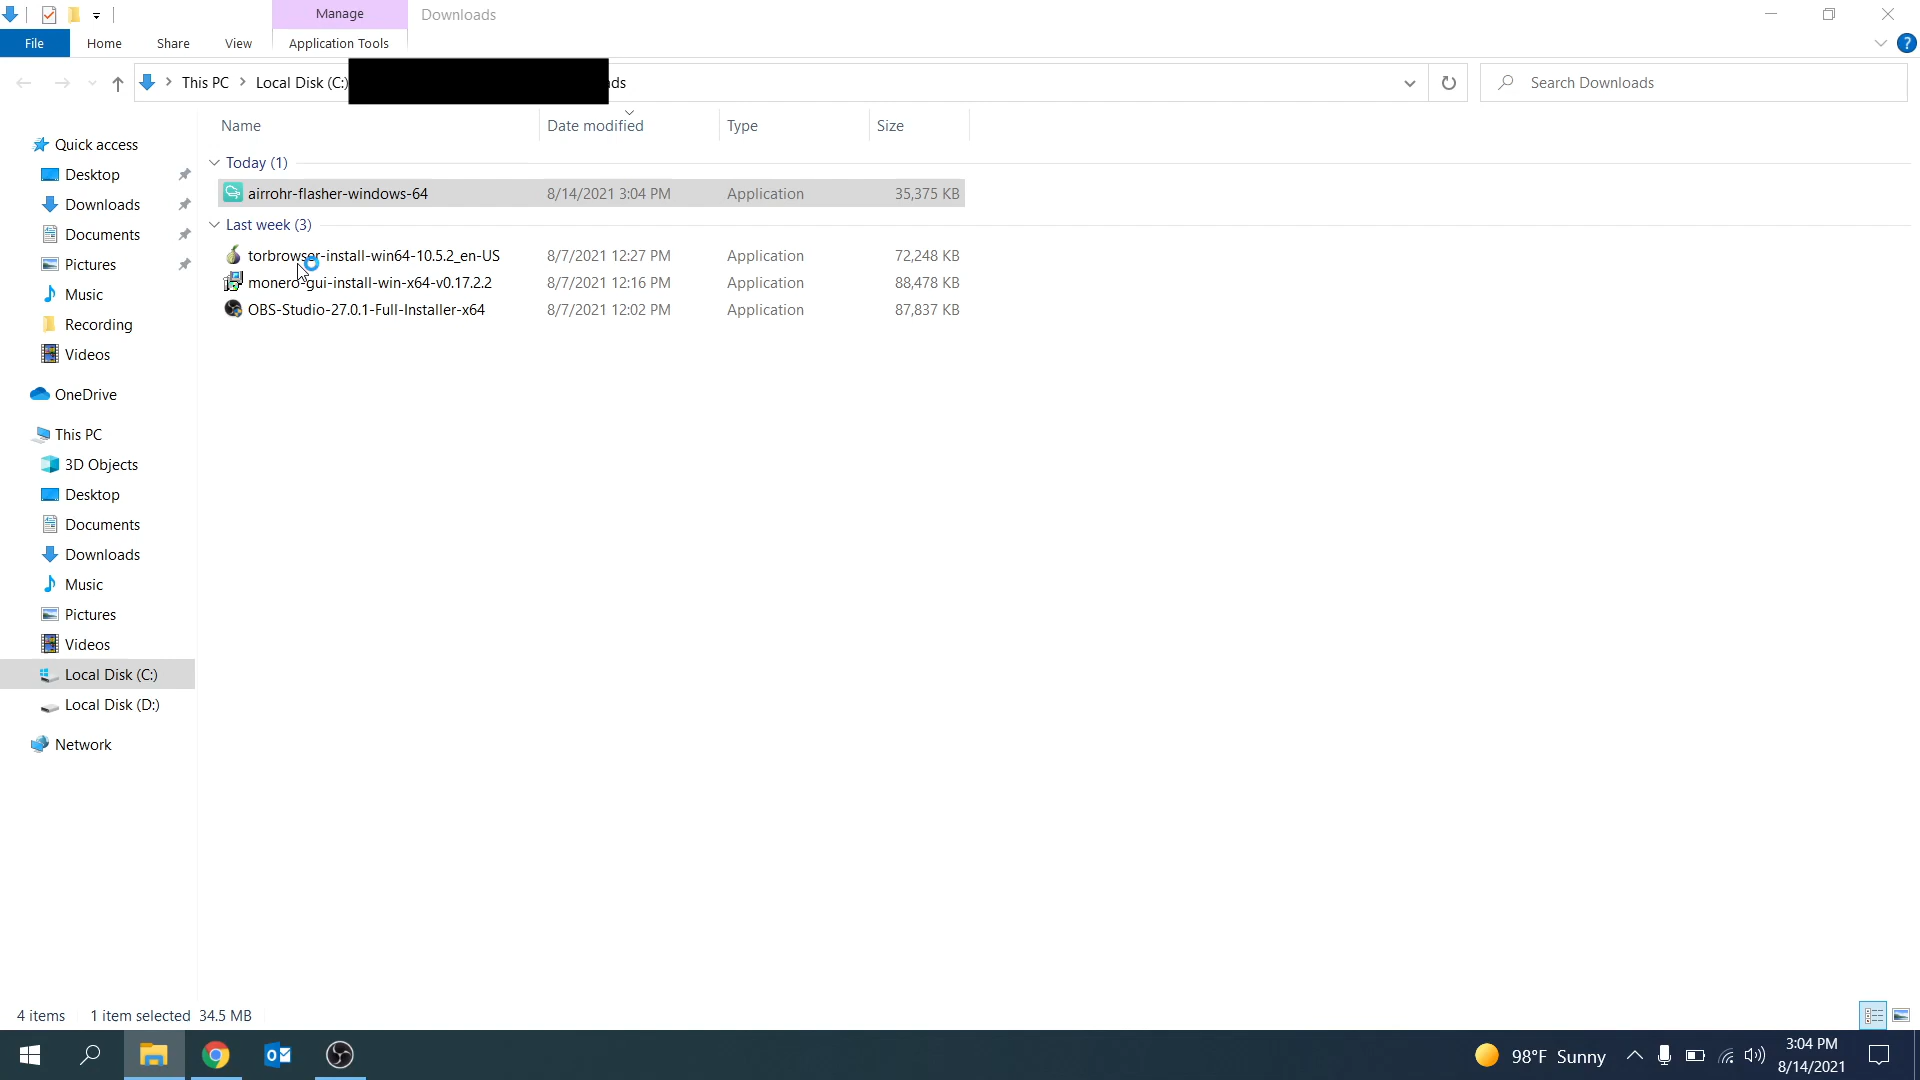 Manage
Downloads
File
Home
Share
View
Application Tools
?
This PC
Local Disk (C:)
ds
Search Downloads
Name
Date modified
Type
Size
Quick access
Desktop
Downloads
Documents
Pictures
Music
Recording
Videos
OneDrive
This PC
3D Objects
Desktop
Documents
Downloads
Music
Pictures
Videos
Local Disk (C:)
Local Disk (D:)
Network
Today (1)
airrohr-flasher-windows-64 8/14/2021 3:04 PM Application 35,375 KB
Last week (3)
torbrowser-install-win64-10.5.2_en-US 8/7/2021 12:27 PM Application 72,248 KB
monero-gui-install-win-x64-v0.17.2.2 8/7/2021 12:16 PM Application 88,478 KB
OBS-Studio-27.0.1-Full-Installer-x64 8/7/2021 12:02 PM Application 87,837 KB
4 items
1 item selected 34.5 MB
98°F Sunny
3:04 PM
8/14/2021